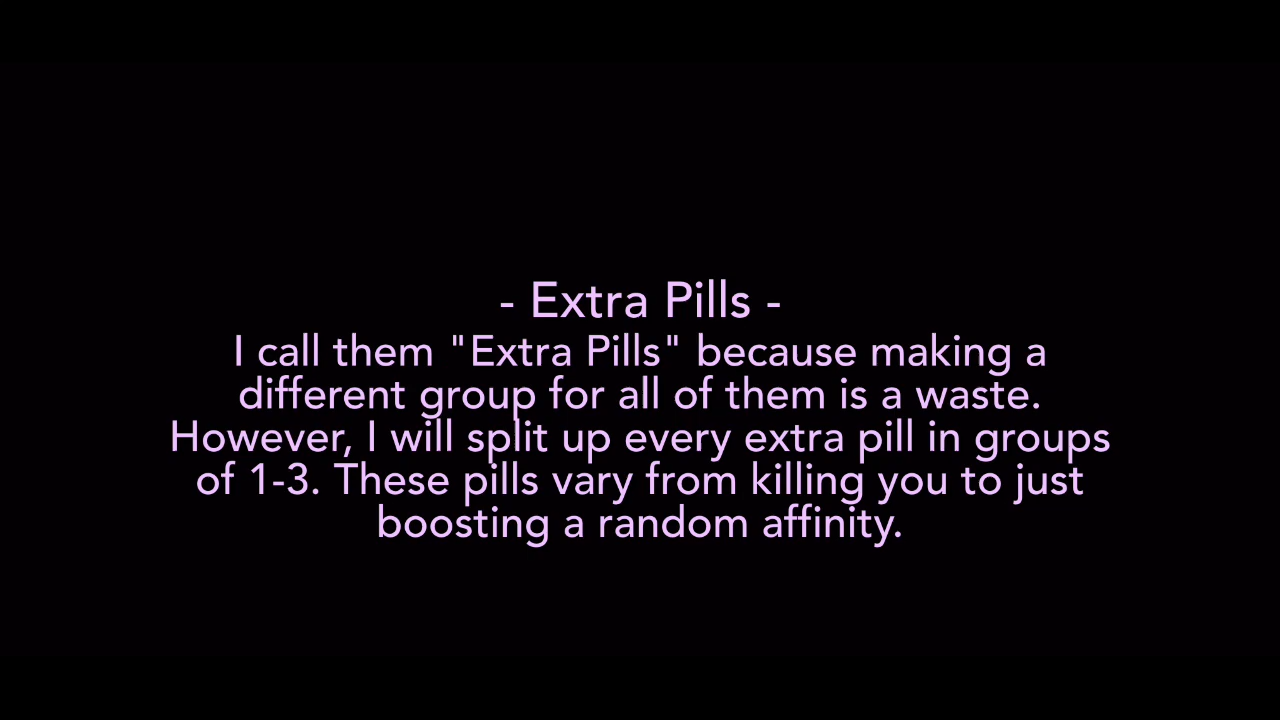 - Extra Pills -
I call them "Extra Pills" because making a
different group for all of them is a waste.
However, I will split up every extra pill in groups
of 1-3. These pills vary from killing you to just
boosting a random affinity.